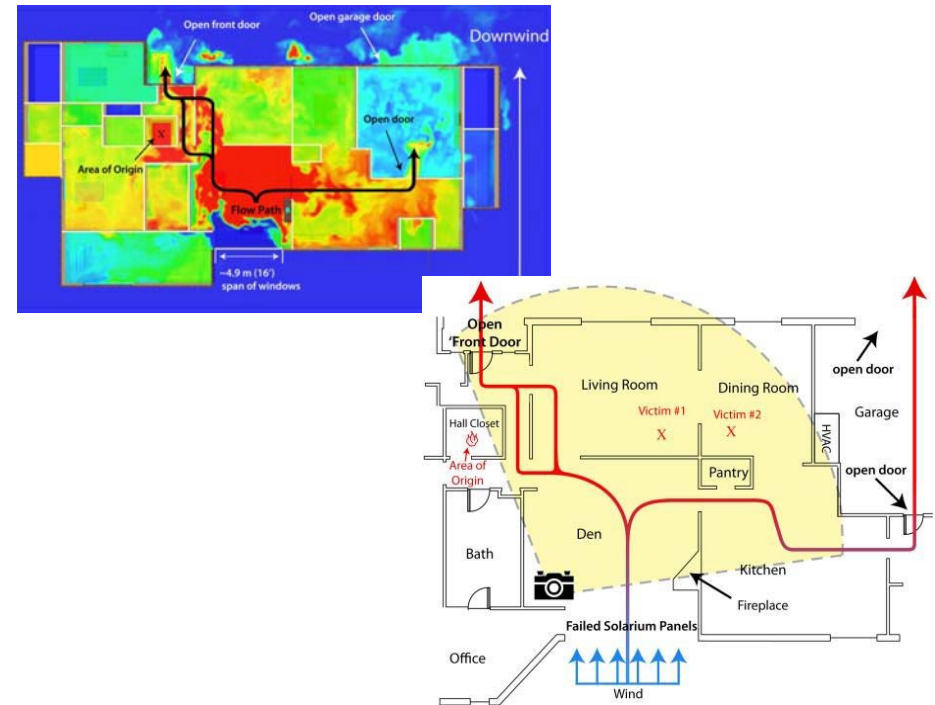 Open front door
Open garage door
Downwind
Open door
X
Area of Origin
Flow Path
~4.9 m (16')
span of windows
Open
'Front Door
open door
Living Room
Dining Room
Garage
Victim #1
Victim #2
X
X
Hall Closet
HVAC
Area of
Origin
Pantry
open door
Den
Bath
Kitchen
Fireplace
Failed Solarium Panels
Office
Wind